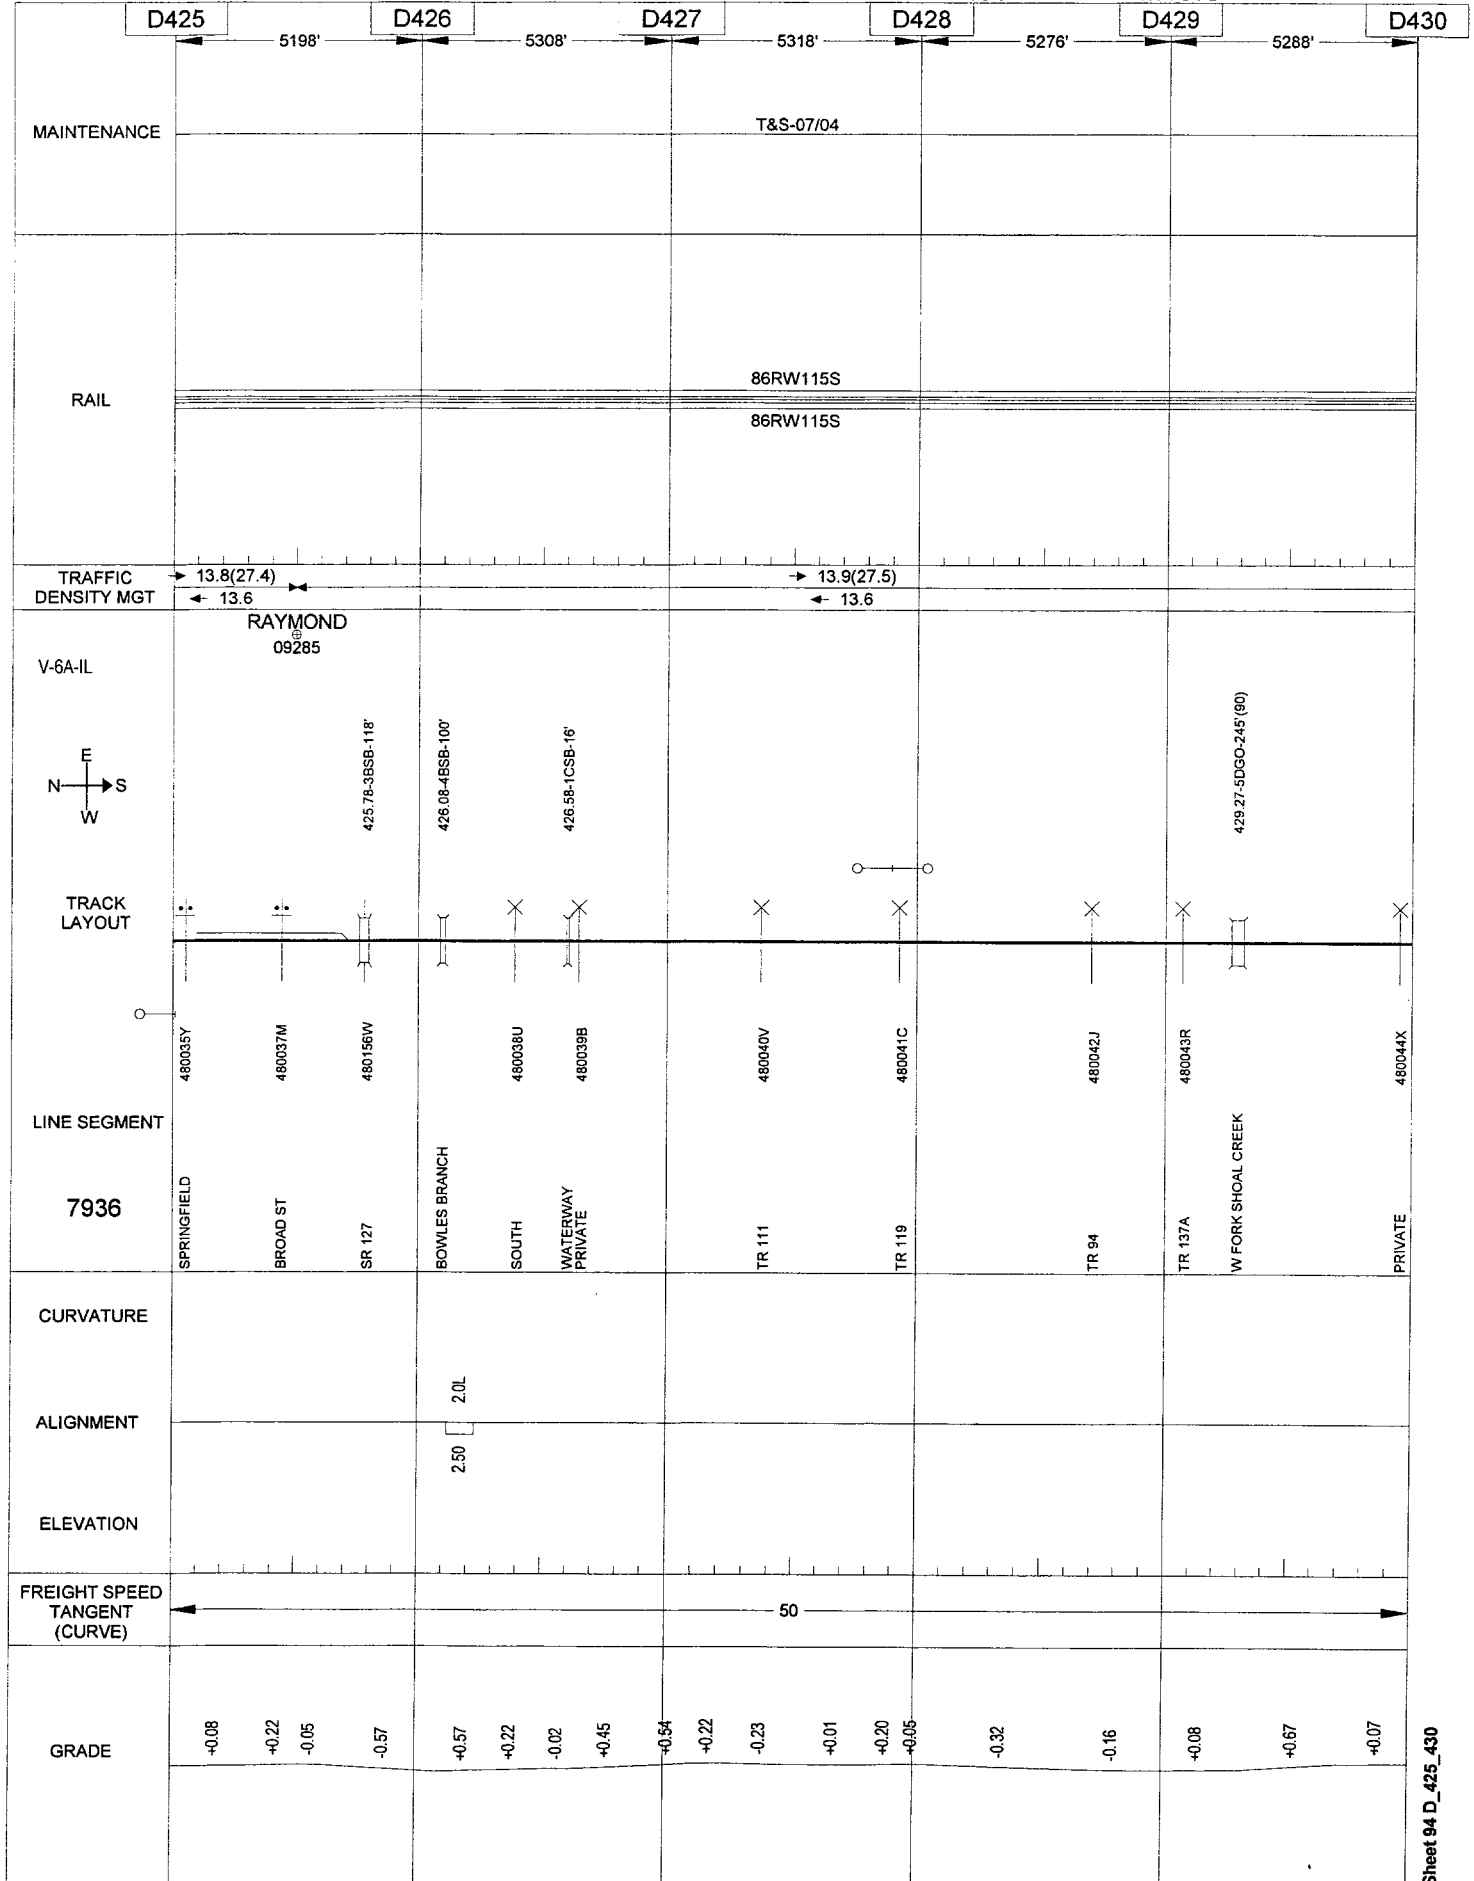 D425 D426 D427 D428 D429 D430
5198' 5308' 5318' 5276' 5288'
MAINTENANCE
T&S-07/04
RAIL
86RW115S
86RW115S
TRAFFIC
DENSITY MGT
13.8(27.4) 13.9(27.5)
13.6 13.6
RAYMOND
09285
V-6A-IL
E
N S
W
425.78-3BSB-118'
426.08-4BSB-100'
426.58-1CSB-16'
429.27-5DGO-245'(90)
TRACK
LAYOUT
480035Y
480037M
480156W
480038U
480039B
480040V
480041C
480042J
480043R
480044X
LINE SEGMENT
7936
SPRINGFIELD
BROAD ST
SR 127
BOWLES BRANCH
SOUTH
WATERWAY
PRIVATE
TR 111
TR 119
TR 94
TR 137A
W FORK SHOAL CREEK
PRIVATE
CURVATURE
2.0L
ALIGNMENT
2.50
ELEVATION
FREIGHT SPEED
TANGENT
(CURVE)
50
GRADE
+0.08
+0.22
-0.05
-0.57
+0.57
+0.22
-0.02
+0.45
+0.54
+0.22
-0.23
+0.01
+0.20
+0.05
-0.32
-0.16
+0.08
+0.67
+0.07
Sheet 94 D_425_430